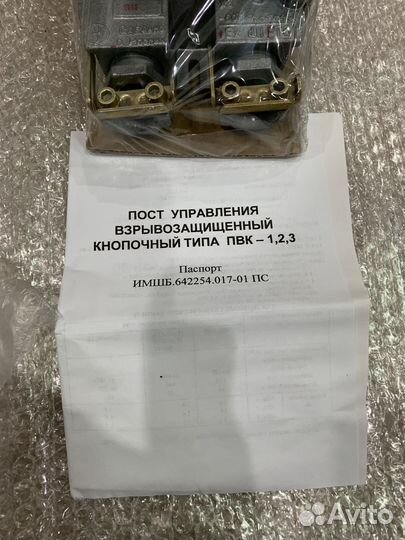 ПОСТ УПРАВЛЕНИЯ
ВЗРЫВОЗАЩИЩЕННЫЙ
КНОПОЧНЫЙ ТИПА ПВК – 1,2,3
Паспорт
ИМШБ.642254.017-01 ПС
Avito